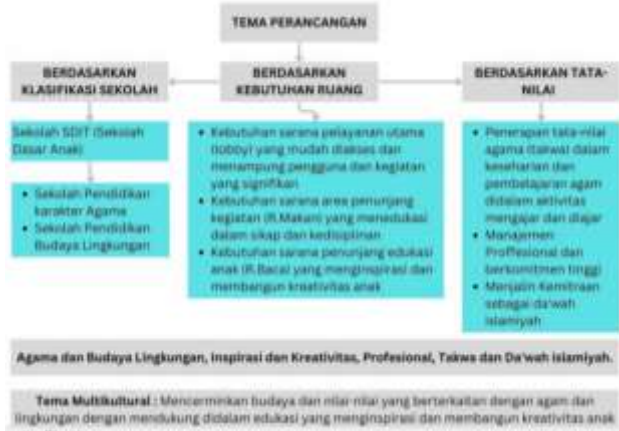 TEMA PERANCANGAN
BERDASARKAN
KLASIFIKASI SEKOLAH
BERDASARKAN
KEBUTUHAN RUANG
BERDASARKAN TATA-
NILAI
Sekolah SDIT (Sekolah
Dasar Anak)
• Sekolah Pendidikan
karakter Agama
• Sekolah Pendidikan
Budaya Lingkungan
• Kebutuhan sarana pelayanan utama
(lobby) yang mudah diakses dan
menampung pengguna dan kegiatan
yang signifikan
• Kebutuhan sarana area penunjang
kegiatan (R.Makan) yang menedukasi
dalam sikap dan kedisiplinan
• Kebutuhan sarana penunjang edukasi
anak (R.Baca) yang menginspirasi dan
membangun kreativitas anak
• Penerapan tata-nilai
agama (takwa) dalam
keseharian dan
pembelajaran agam
didalam aktivitas
mengajar dan diajar
• Manajemen
Proffesional dan
berkomitmen tinggi
• Menjalin Kemitraan
sebagai da'wah
islamiyah
Agama dan Budaya Lingkungan, Inspirasi dan Kreativitas, Profesional, Takwa dan Da'wah islamiyah.
Tema Multikultural : Mencerminkan budaya dan nilai-nilai yang berterkaitan dengan agam dan
lingkungan dengan mendukung didalam edukasi yang menginspirasi dan membangun kreativitas anak